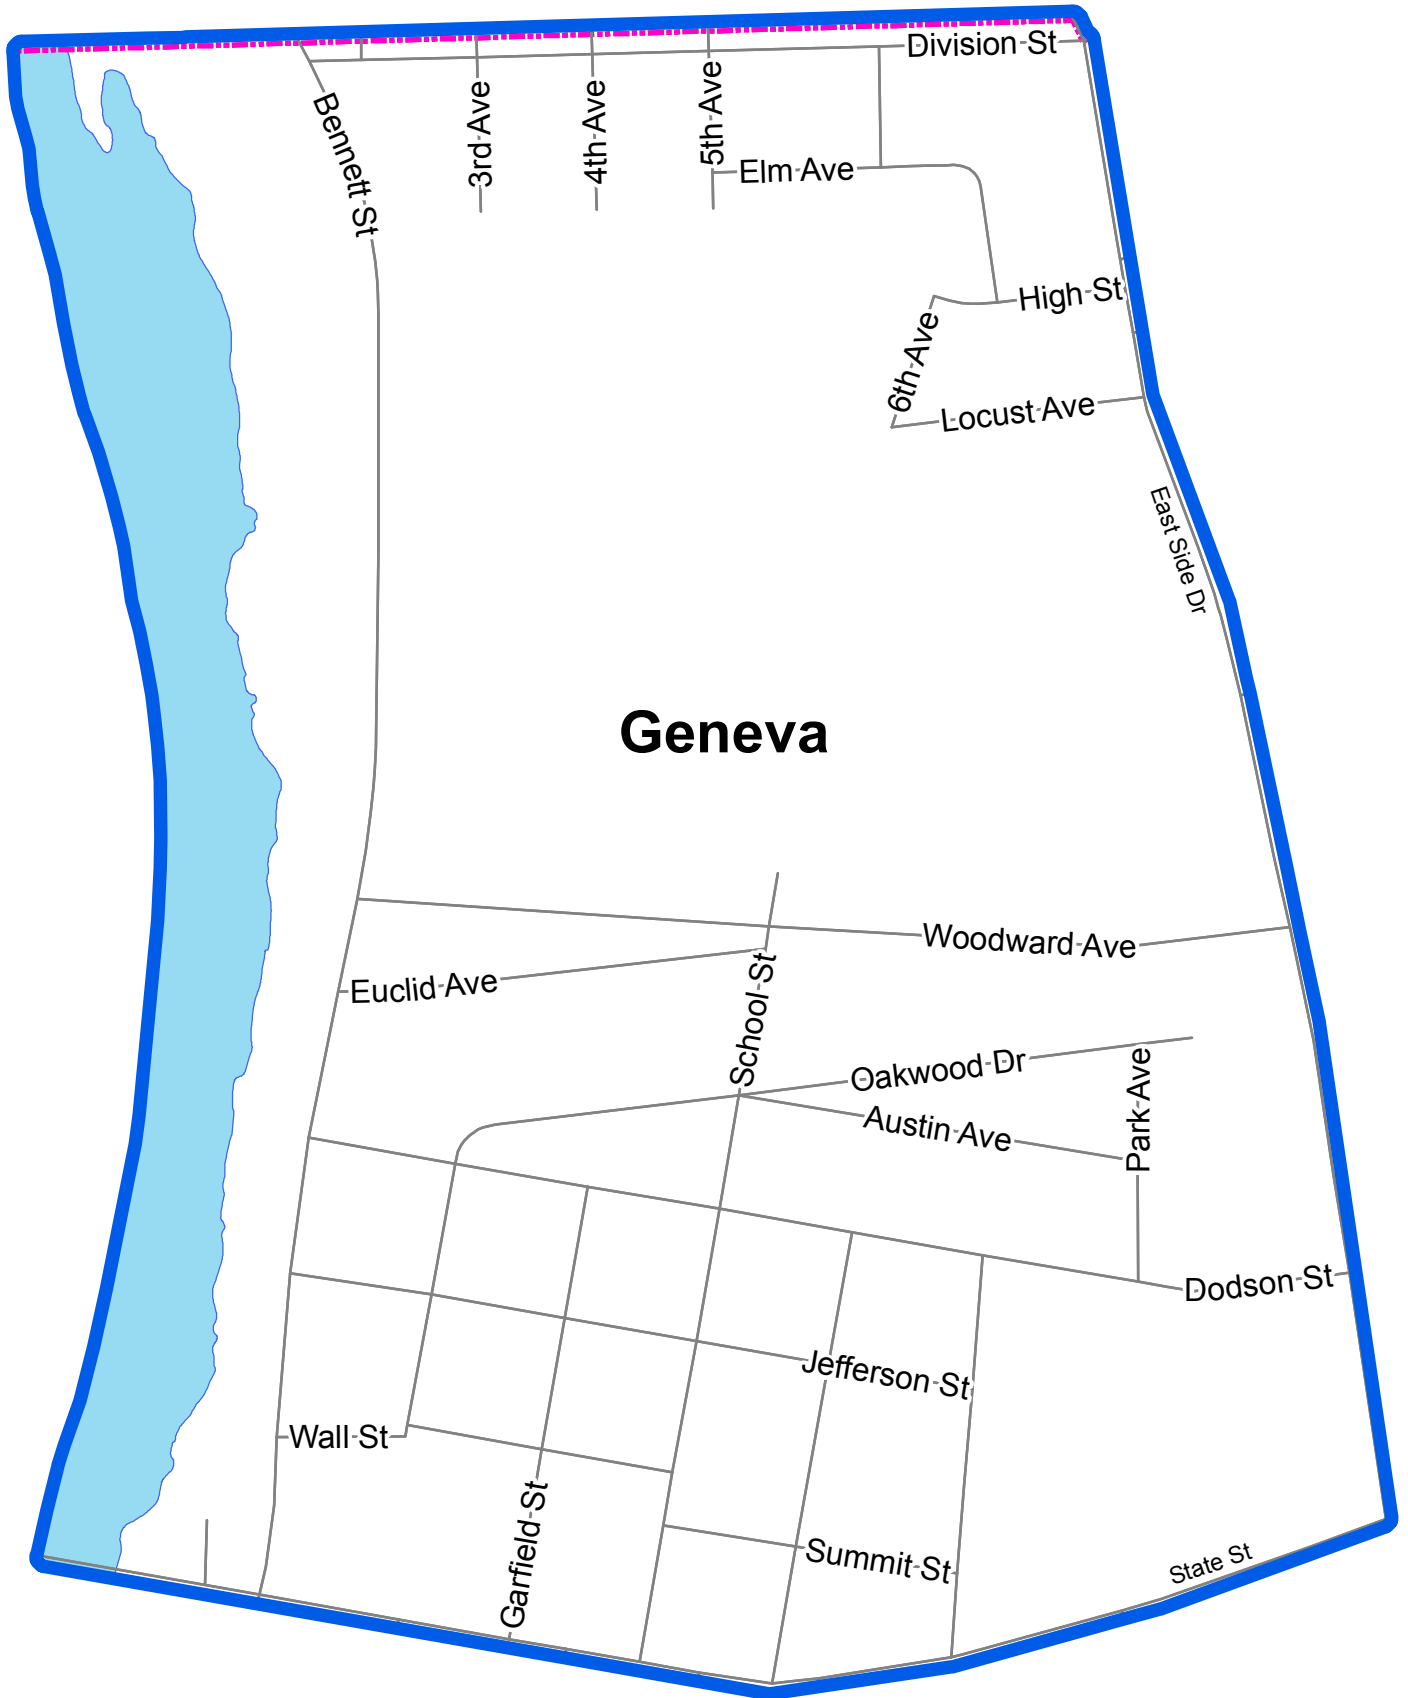 Division St
Bennett St
3rd Ave
4th Ave
5th Ave
Elm Ave
High St
6th Ave
Locust Ave
East Side Dr
Geneva
Woodward Ave
Euclid Ave
School St
Oakwood Dr
Austin Ave
Park Ave
Dodson St
Jefferson St
Wall St
Garfield St
Summit St
State St